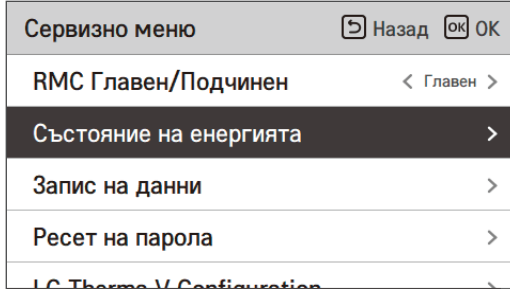 Сервизно меню Назад OK OK
RMC Главен/Подчинен < Главен >
Състояние на енергията >
Запис на данни >
Ресет на парола >
LG Therma V Configuration >